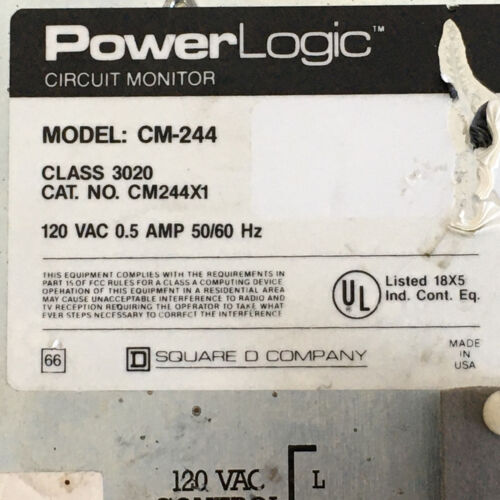 PowerLogic™
CIRCUIT MONITOR
MODEL: CM-244
CLASS 3020
CAT. NO. CM244X1
120 VAC 0.5 AMP 50/60 Hz
THIS EQUIPMENT COMPLIES WITH THE REQUIREMENTS IN
PART 15 OF FCC RULES FOR A CLASS A COMPUTING DEVICE
OPERATION OF THIS EQUIPMENT IN A RESIDENTIAL AREA
MAY CAUSE UNACCEPTABLE INTERFERENCE TO RADIO AND
TV RECEPTION REQUIRING THE OPERATOR TO TAKE WHAT
EVER STEPS NECESSARY TO CORRECT THE INTERFERENCE
UL
Listed 18X5
Ind. Cont. Eq.
66
D SQUARE D COMPANY
MADE
IN
USA
120 VAC
CONTROL
L